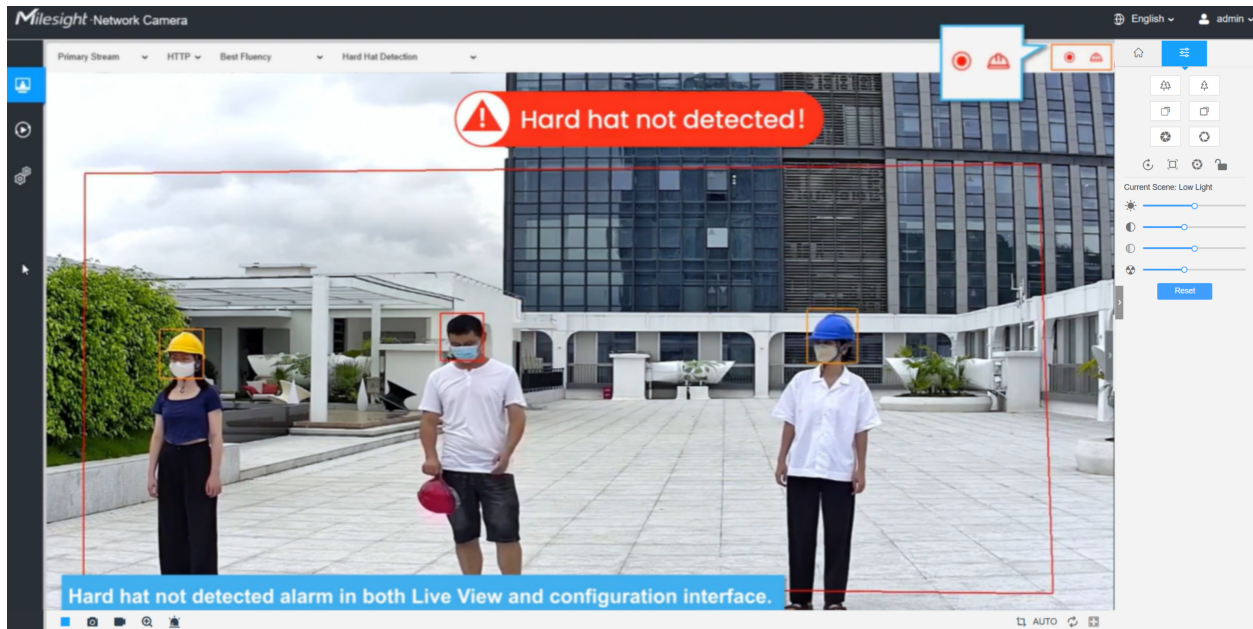 Milesight Network Camera
English
admin
Primary Stream
HTTP
Best Fluency
Hard Hat Detection
Hard hat not detected!
Current Scene: Low Light
Reset
Hard hat not detected alarm in both Live View and configuration interface.
AUTO